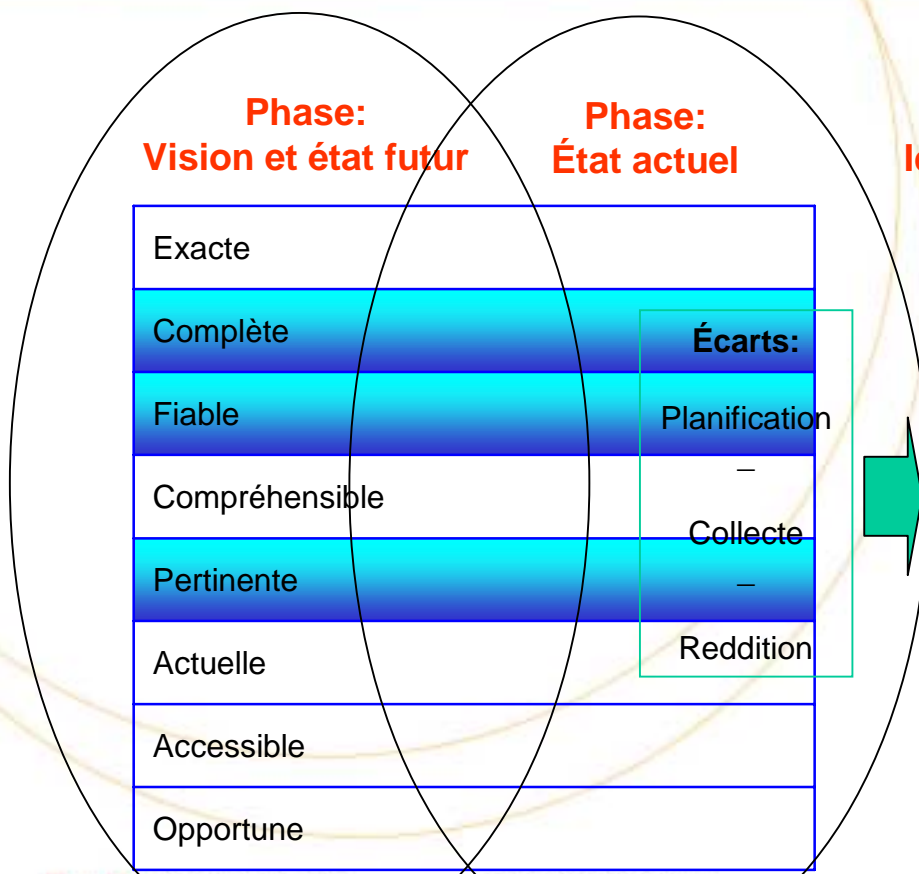 Phase:
Vision et état futur
Phase:
État actuel
Exacte
Complète
Fiable
Compréhensible
Pertinente
Actuelle
Accessible
Opportune
Écarts:
Planification
–
Collecte
–
Reddition